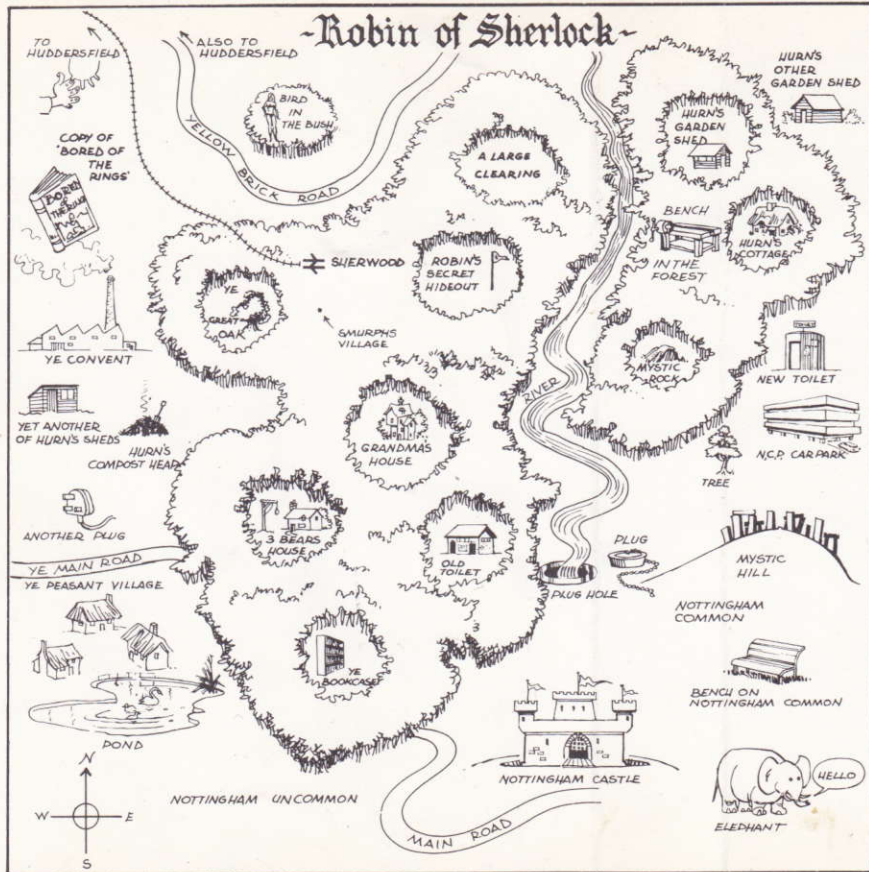 -Robin of Sherlock-
TO
HUDDERSFIELD
ALSO TO
HUDDERSFIELD
BIRD
IN
THE BUSH
YELLOW BRICK ROAD
HURN'S
OTHER
GARDEN SHED
HURN'S
GARDEN
SHED
COPY OF
'BORED OF
THE
RINGS'
BORED
OF
THE RINGS
A LARGE
CLEARING
BENCH
IN THE
FOREST
HURN'S
COTTAGE
SHERWOOD
ROBIN'S
SECRET
HIDEOUT
YE
GREAT
OAK
SMURPHS
VILLAGE
YE CONVENT
MYSTIC
ROCK
NEW TOILET
RIVER
YET ANOTHER
OF HURN'S SHEDS
HURN'S
COMPOST HEAP
GRANDMA'S
HOUSE
TREE
N.C.P. CAR PARK
ANOTHER PLUG
3 BEARS
HOUSE
OLD
TOILET
PLUG
PLUG HOLE
MYSTIC
HILL
YE MAIN ROAD
YE PEASANT VILLAGE
NOTTINGHAM
COMMON
YE
BOOKCASE
BENCH ON
NOTTINGHAM COMMON
POND
NOTTINGHAM CASTLE
HELLO
ELEPHANT
NOTTINGHAM UNCOMMON
MAIN ROAD
N
W
E
S